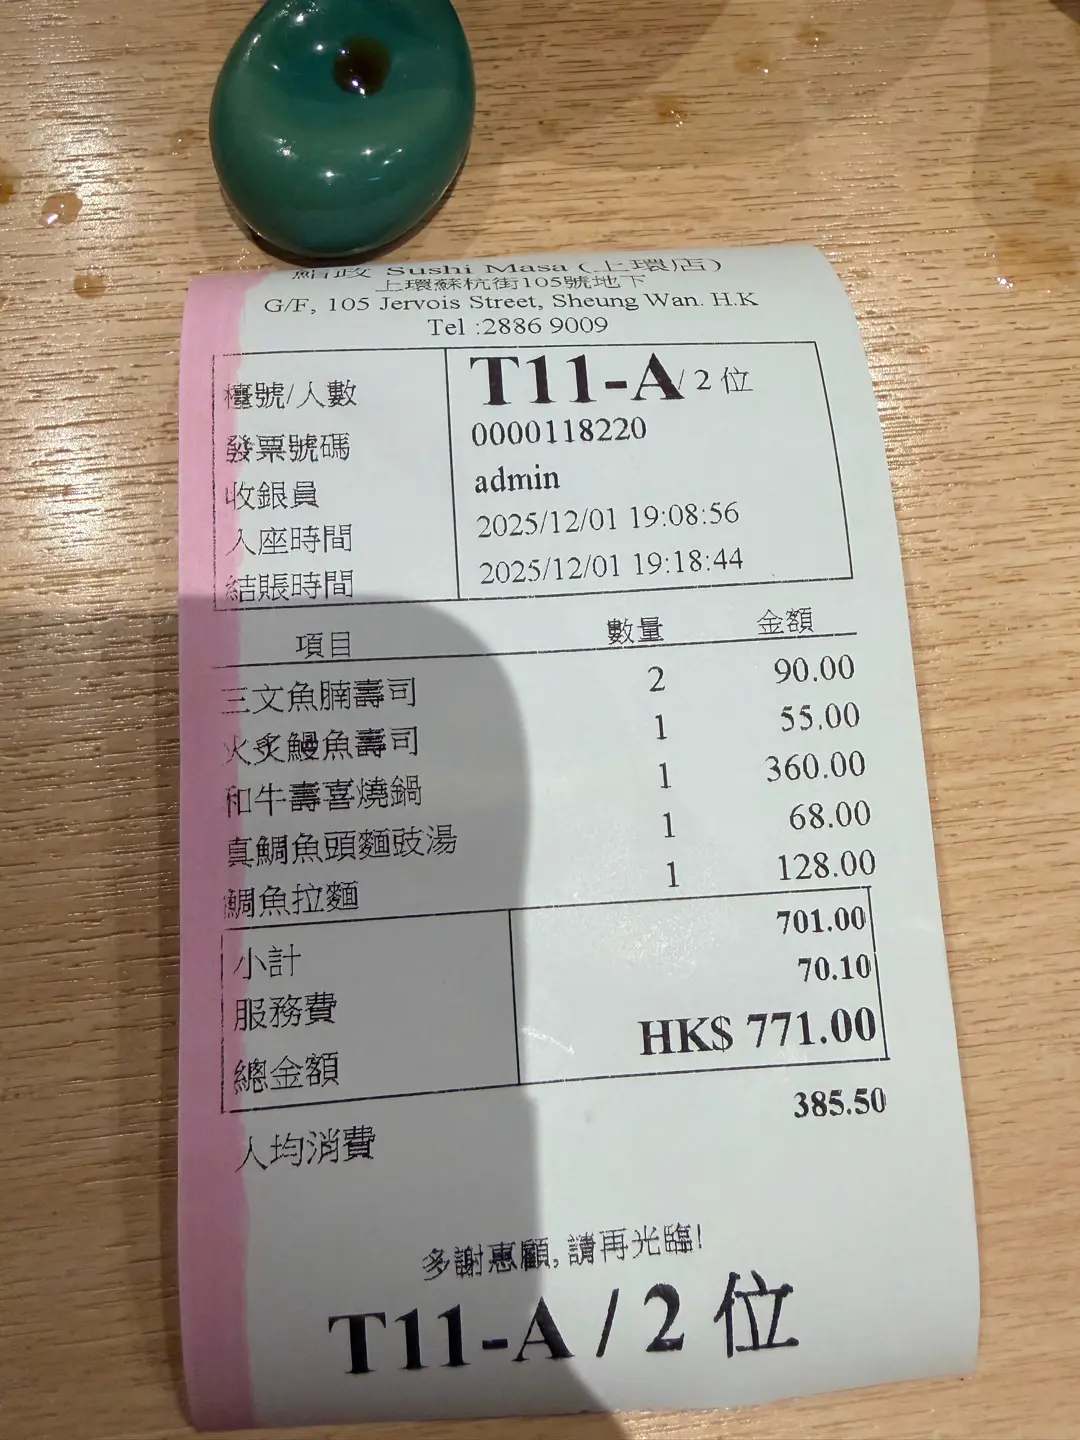 鮨政 Sushi Masa (上環店)
上環蘇杭街105號地下
G/F, 105 Jervois Street, Sheung Wan. H.K
Tel :2886 9009
檯號/人數 T11-A/ 2 位
發票號碼 0000118220
收銀員 admin
入座時間 2025/12/01 19:08:56
結賬時間 2025/12/01 19:18:44
項目 數量 金額
三文魚腩壽司 2 90.00
火炙鰻魚壽司 1 55.00
和牛壽喜燒鍋 1 360.00
真鯛魚頭麵豉湯 1 68.00
鯛魚拉麵 1 128.00
小計 701.00
服務費 70.10
總金額 HK$ 771.00
人均消費 385.50
多謝惠顧, 請再光臨!
T11-A / 2 位